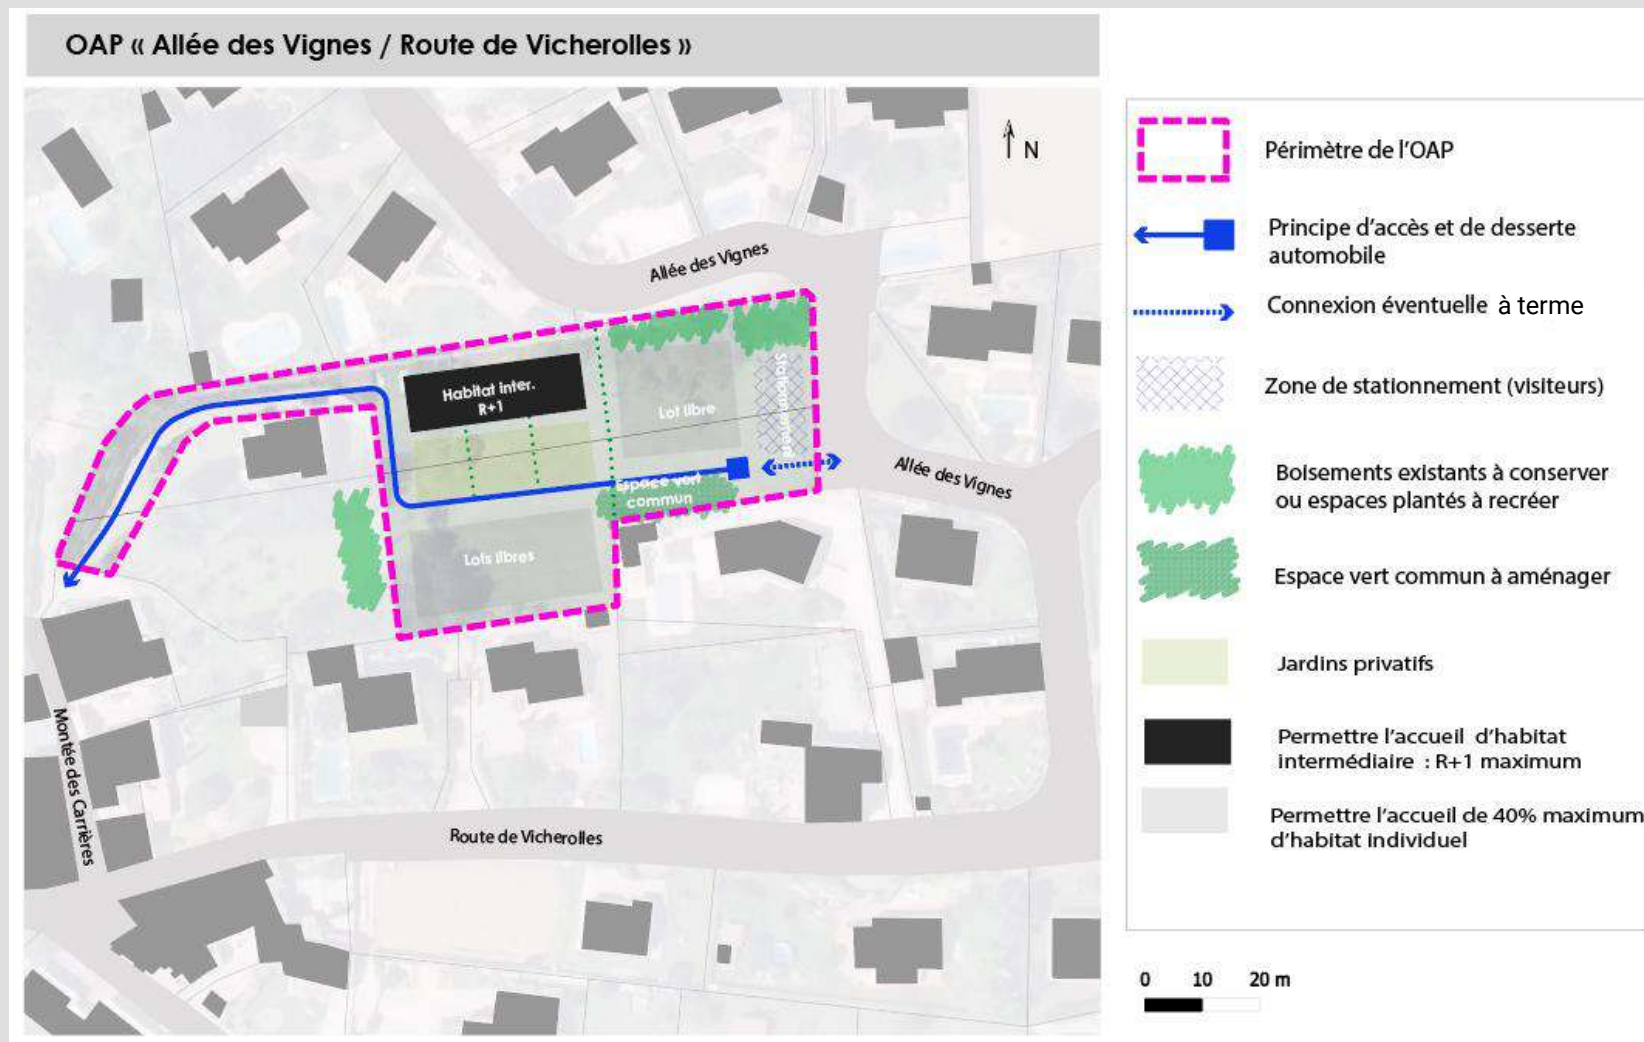 OAP « Allée des Vignes / Route de Vicherolles »
N
Allée des Vignes
Habitat inter.
R+1
Lot libre
Stationnement
Allée des Vignes
Espace vert
commun
Lots libres
Montée des Carrières
Route de Vicherolles
Périmètre de l'OAP
Principe d'accès et de desserte
automobile
Connexion éventuelle à terme
Zone de stationnement (visiteurs)
Boisements existants à conserver
ou espaces plantés à recréer
Espace vert commun à aménager
Jardins privatifs
Permettre l'accueil d'habitat
intermédiaire : R+1 maximum
Permettre l'accueil de 40% maximum
d'habitat individuel
0 10 20 m